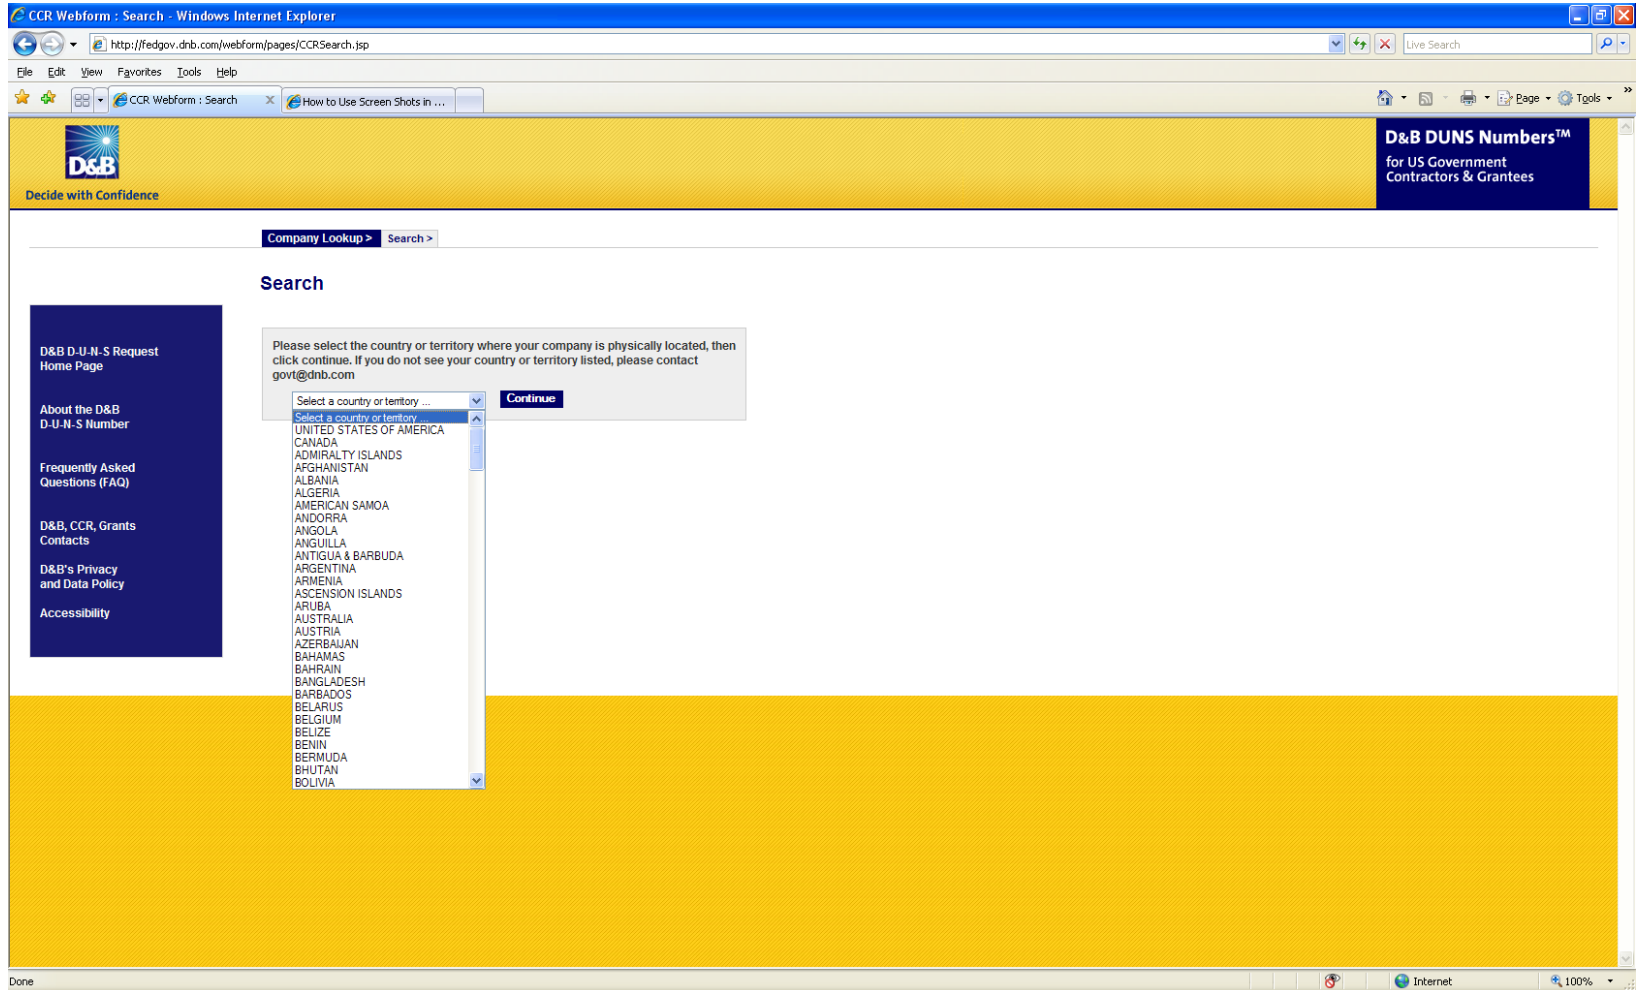 CCR Webform : Search - Windows Internet Explorer
http://fedgov.dnb.com/webform/pages/CCRSearch.jsp
Live Search
File Edit View Favorites Tools Help
CCR Webform : Search
How to Use Screen Shots in ...
Page
Tools
D&B
Decide with Confidence
D&B DUNS Numbers™
for US Government
Contractors & Grantees
Company Lookup >
Search >
Search
D&B D-U-N-S Request
Home Page
About the D&B
D-U-N-S Number
Frequently Asked
Questions (FAQ)
D&B, CCR, Grants
Contacts
D&B's Privacy
and Data Policy
Accessibility
Please select the country or territory where your company is physically located, then
click continue. If you do not see your country or territory listed, please contact
govt@dnb.com
Select a country or territory ...
Continue
Select a country or territory ...
UNITED STATES OF AMERICA
CANADA
ADMIRALTY ISLANDS
AFGHANISTAN
ALBANIA
ALGERIA
AMERICAN SAMOA
ANDORRA
ANGOLA
ANGUILLA
ANTIGUA & BARBUDA
ARGENTINA
ARMENIA
ASCENSION ISLANDS
ARUBA
AUSTRALIA
AUSTRIA
AZERBAIJAN
BAHAMAS
BAHRAIN
BANGLADESH
BARBADOS
BELARUS
BELGIUM
BELIZE
BENIN
BERMUDA
BHUTAN
BOLIVIA
Done
Internet
100%